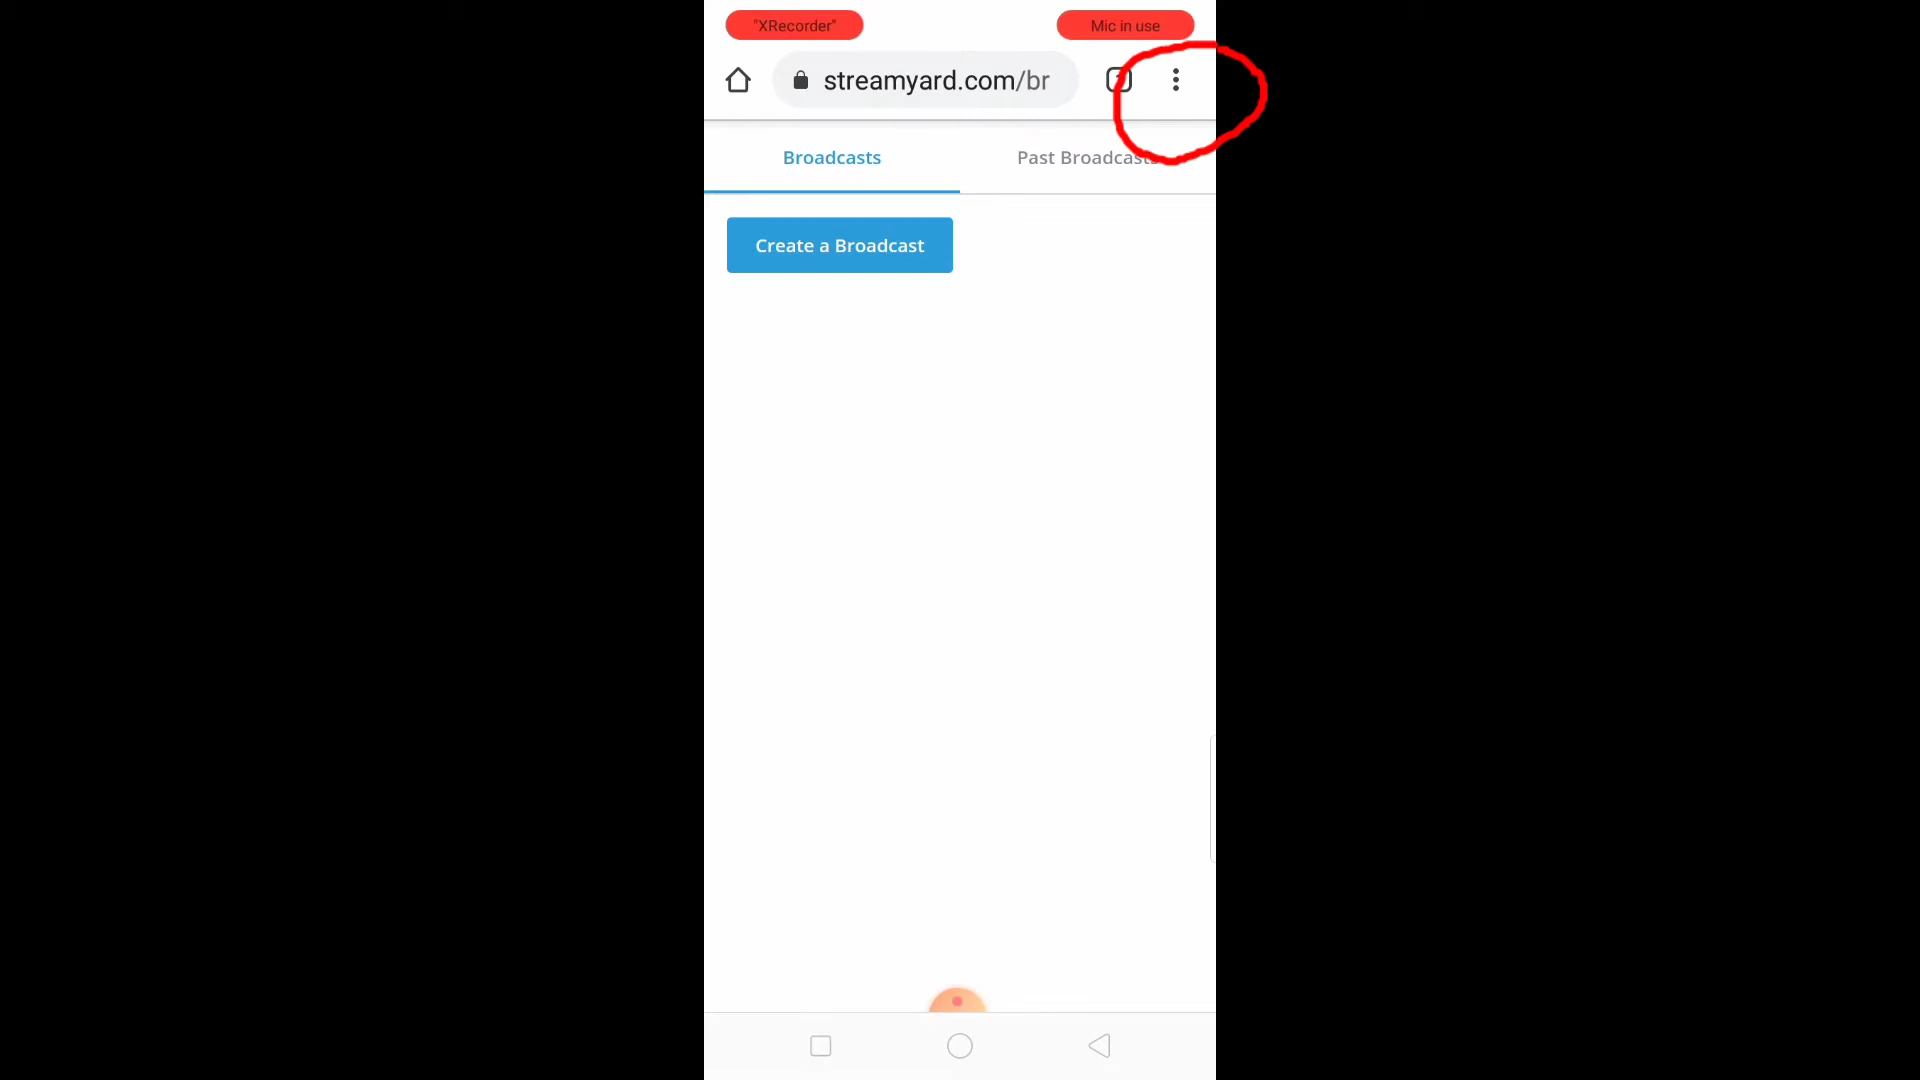 "XRecorder"
Mic in use
streamyard.com/br
Broadcasts
Past Broadcasts
Create a Broadcast